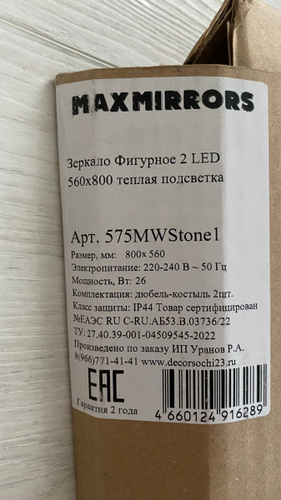 MAXMIRRORS
Зеркало Фигурное 2 LED
560х800 теплая подсветка
Арт. 575MWStone1
Размер, мм: 800х 560
Электропитание: 220-240 В ~ 50 Гц
Мощность, Вт: 26
Комплектация: дюбель-костыль 2шт.
Класс защиты: IP44 Товар сертифицирован
№ЕАЭС RU C-RU.АБ53.В.03736/22
ТУ: 27.40.39-001-04509545-2022
Произведено по заказу ИП Уранов Р.А.
8(966)771-41-41 www.decorsochi23.ru
ЕАС
Гарантия 2 года
4 660124 916289